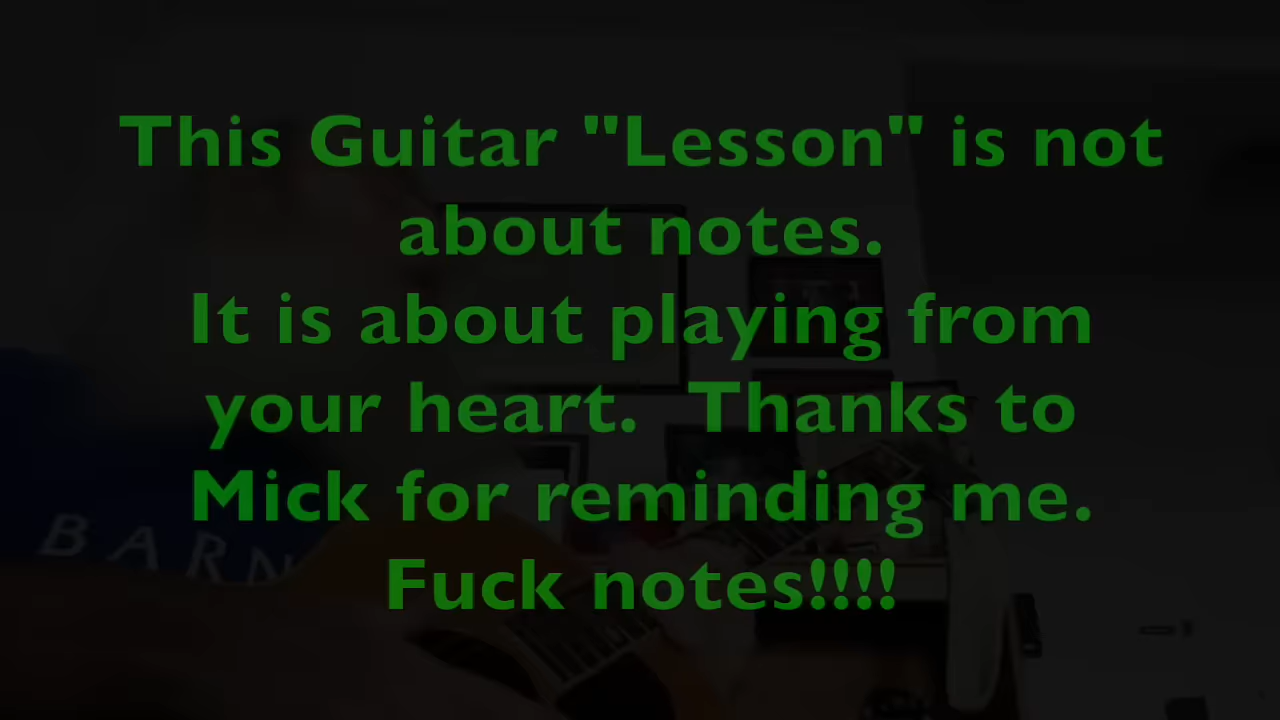 This Guitar "Lesson" is not
about notes.
It is about playing from
your heart.  Thanks to
Mick for reminding me.
Fuck notes!!!!
BARN